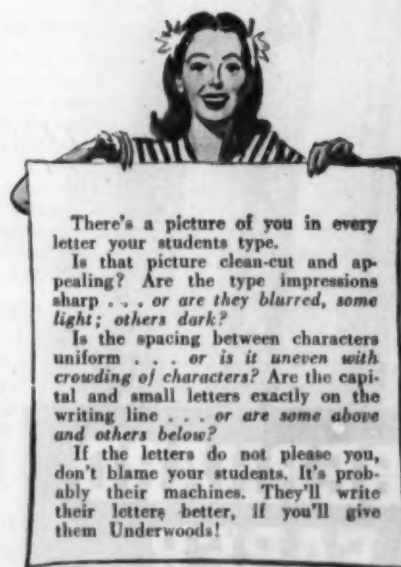 There's a picture of you in every
letter your students type.
Is that picture clean-cut and ap-
pealing? Are the type impressions
sharp . . . or are they blurred, some
light; others dark?
Is the spacing between characters
uniform . . . or is it uneven with
crowding of characters? Are the capi-
tal and small letters exactly on the
writing line . . . or are some above
and others below?
If the letters do not please you,
don't blame your students. It's prob-
ably their machines. They'll write
their letters better, if you'll give
them Underwoods!